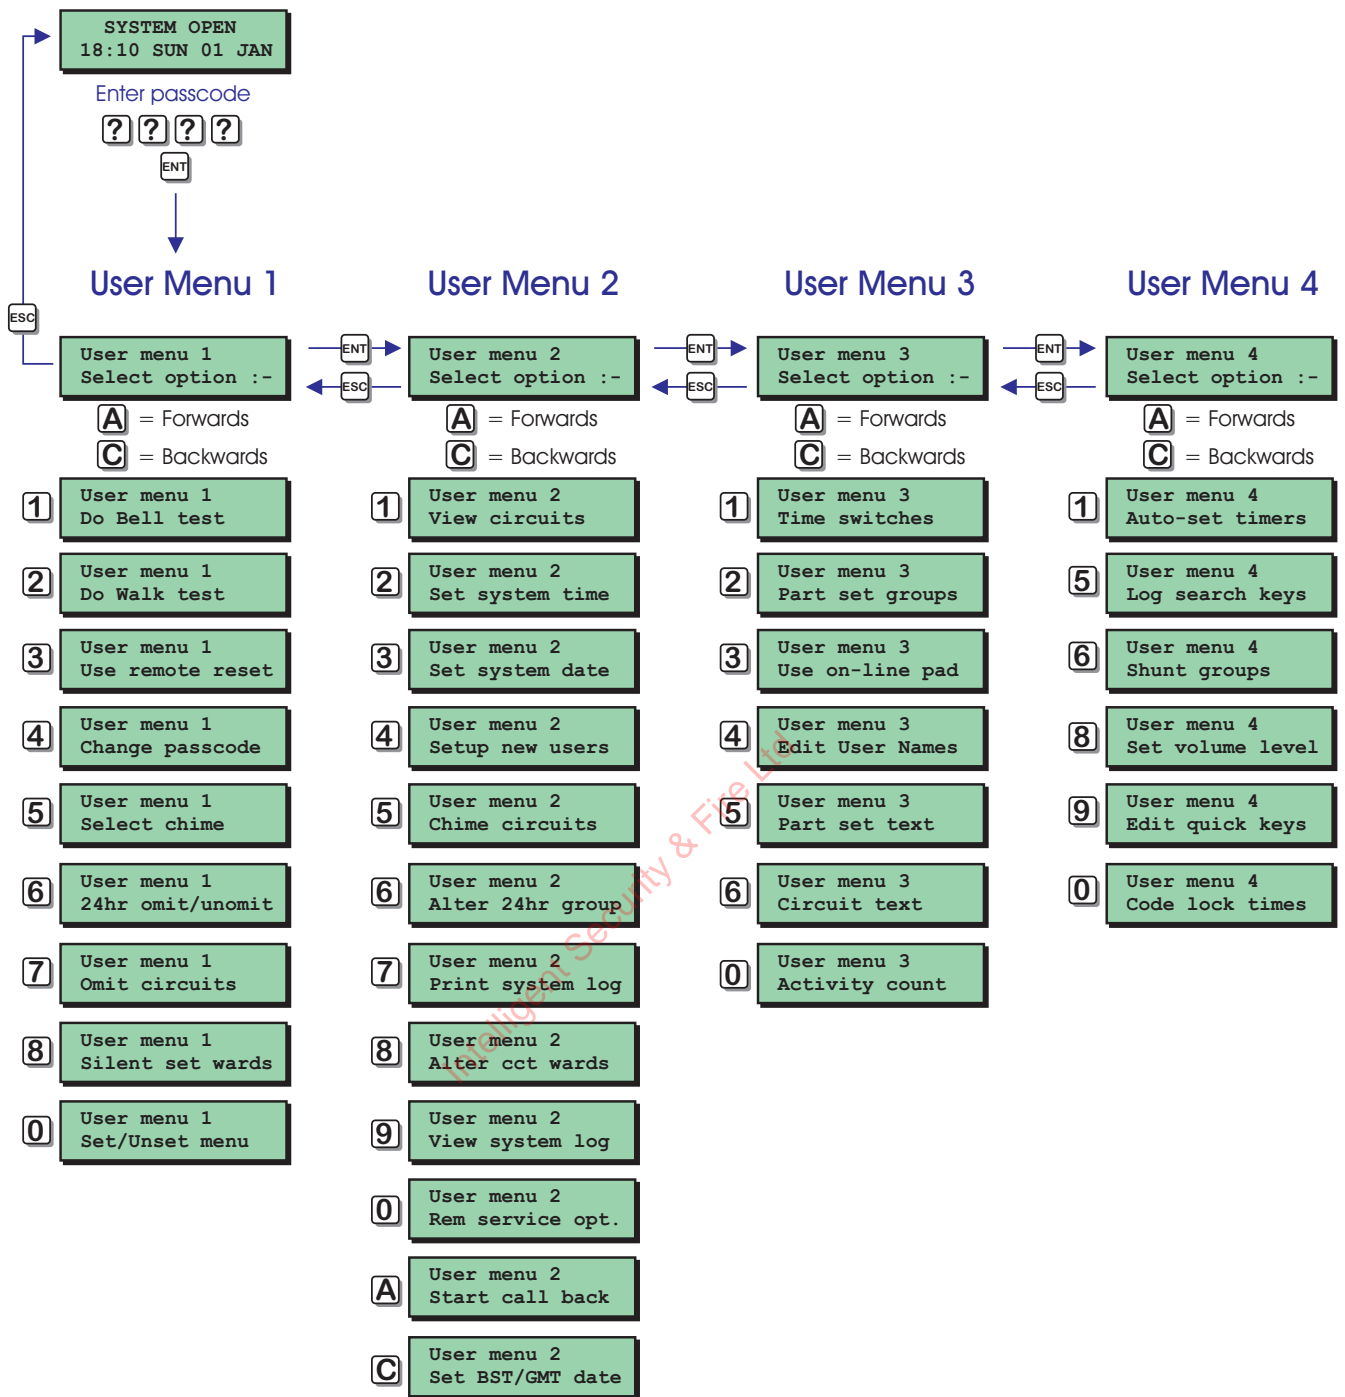 SYSTEM OPEN
18:10 SUN 01 JAN
Enter passcode
? ? ? ?
ENT
User Menu 1
User Menu 2
User Menu 3
User Menu 4
ESC
User menu 1
Select option :-
ENT
ESC
User menu 2
Select option :-
ENT
ESC
User menu 3
Select option :-
ENT
ESC
User menu 4
Select option :-
A = Forwards
C = Backwards
A = Forwards
C = Backwards
A = Forwards
C = Backwards
A = Forwards
C = Backwards
1
User menu 1
Do Bell test
2
User menu 1
Do Walk test
3
User menu 1
Use remote reset
4
User menu 1
Change passcode
5
User menu 1
Select chime
6
User menu 1
24hr omit/unomit
7
User menu 1
Omit circuits
8
User menu 1
Silent set wards
0
User menu 1
Set/Unset menu
1
User menu 2
View circuits
2
User menu 2
Set system time
3
User menu 2
Set system date
4
User menu 2
Setup new users
5
User menu 2
Chime circuits
6
User menu 2
Alter 24hr group
7
User menu 2
Print system log
8
User menu 2
Alter cct wards
9
User menu 2
View system log
0
User menu 2
Rem service opt.
A
User menu 2
Start call back
C
User menu 2
Set BST/GMT date
1
User menu 3
Time switches
2
User menu 3
Part set groups
3
User menu 3
Use on-line pad
4
User menu 3
Edit User Names
5
User menu 3
Part set text
6
User menu 3
Circuit text
0
User menu 3
Activity count
1
User menu 4
Auto-set timers
5
User menu 4
Log search keys
6
User menu 4
Shunt groups
8
User menu 4
Set volume level
9
User menu 4
Edit quick keys
0
User menu 4
Code lock times
Intelligent Security & Fire Ltd.